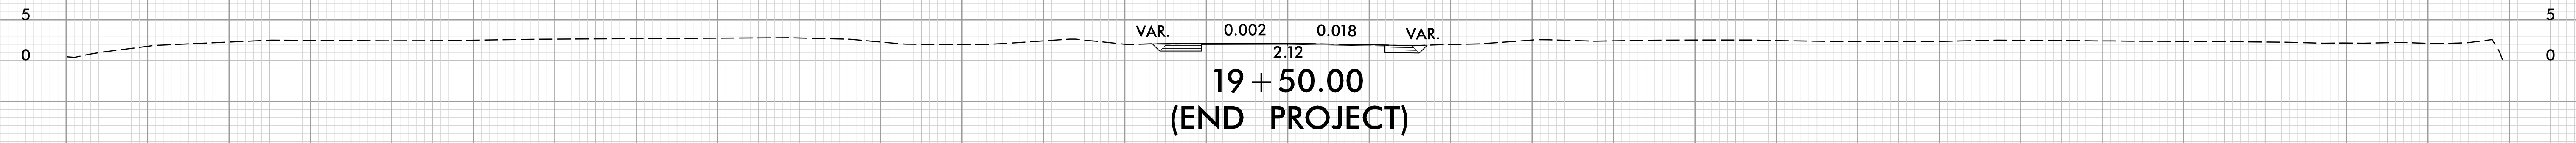 5 5
VAR. 0.002 0.018 VAR.
0 2.12 0
19+50.00
(END PROJECT)